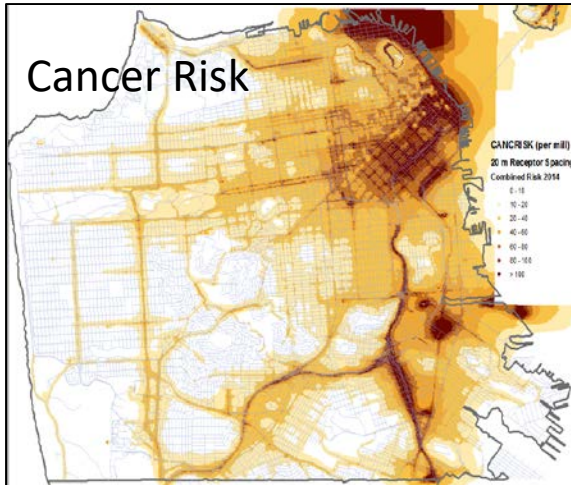 Cancer Risk
CANCRISK (per mill)
20 m Receptor Spacing
Combined Risk 2014
0 - 10
10 - 20
20 - 40
40 - 60
60 - 80
80 - 100
> 100